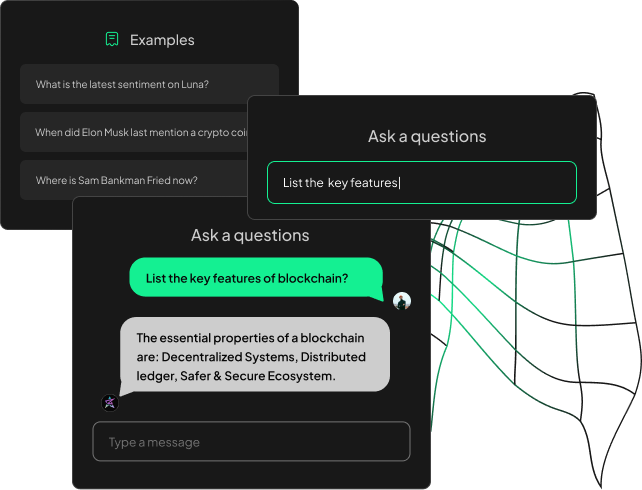 Examples
What is the latest sentiment on Luna?
When did Elon Musk last mention a crypto coi
Where is Sam Bankman Fried now?
Ask a questions
List the key features
Ask a questions
List the key features of blockchain?
The essential properties of a blockchain
are: Decentralized Systems, Distributed
ledger, Safer & Secure Ecosystem.
Type a message